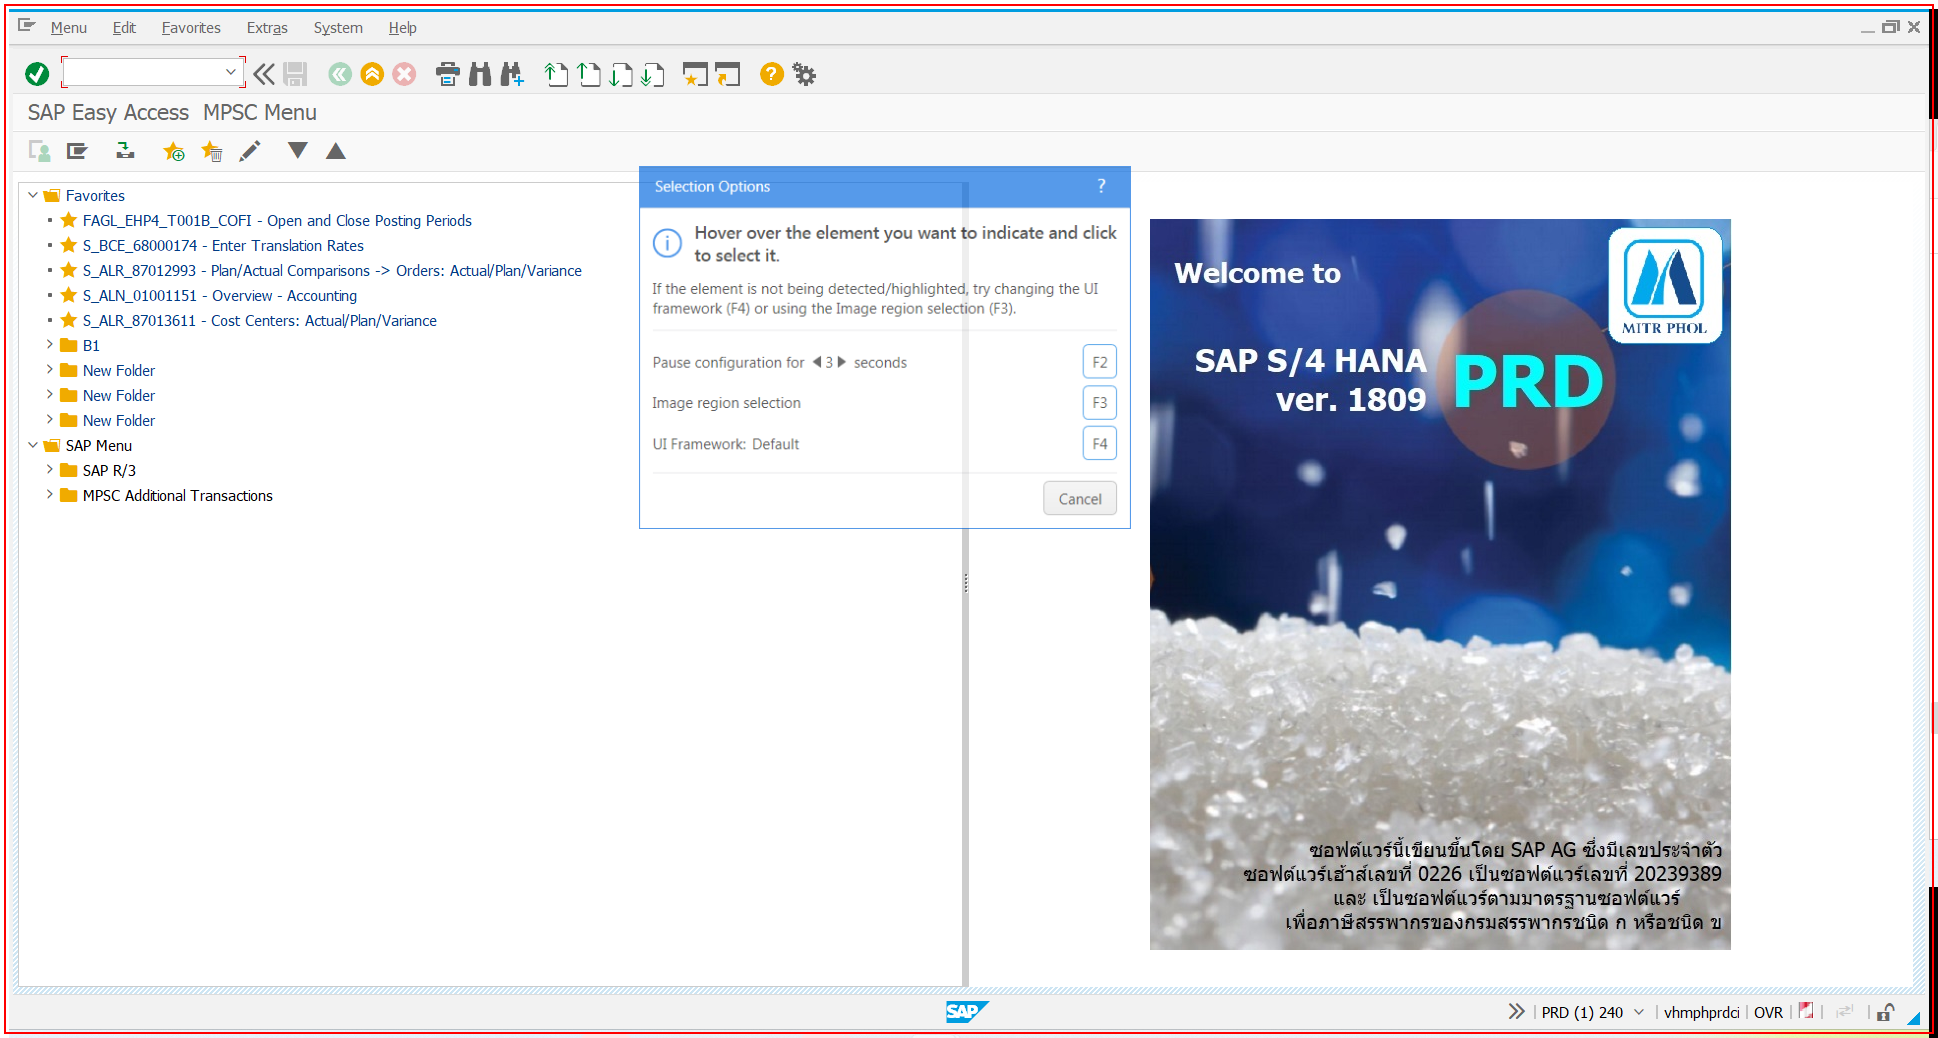 Menu Edit Favorites Extras System Help
SAP Easy Access MPSC Menu
Favorites
FAGL_EHP4_T001B_COFI - Open and Close Posting Periods
S_BCE_68000174 - Enter Translation Rates
S_ALR_87012993 - Plan/Actual Comparisons -> Orders: Actual/Plan/Variance
S_ALN_01001151 - Overview - Accounting
S_ALR_87013611 - Cost Centers: Actual/Plan/Variance
B1
New Folder
New Folder
New Folder
SAP Menu
SAP R/3
MPSC Additional Transactions
Selection Options ?
Hover over the element you want to indicate and click
to select it.
If the element is not being detected/highlighted, try changing the UI
framework (F4) or using the Image region selection (F3).
Pause configuration for 3 seconds F2
Image region selection F3
UI Framework: Default F4
Cancel
Welcome to
MITR PHOL
SAP S/4 HANA
ver. 1809
PRD
ซอฟต์แวร์นี้เขียนขึ้นโดย SAP AG ซึ่งมีเลขประจำตัว
ซอฟต์แวร์เฮ้าส์เลขที่ 0226 เป็นซอฟต์แวร์เลขที่ 20239389
และ เป็นซอฟต์แวร์ตามมาตรฐานซอฟต์แวร์
เพื่อภาษีสรรพากรของกรมสรรพากรชนิด ก หรือชนิด ข
SAP
PRD (1) 240 vhmphprdci OVR